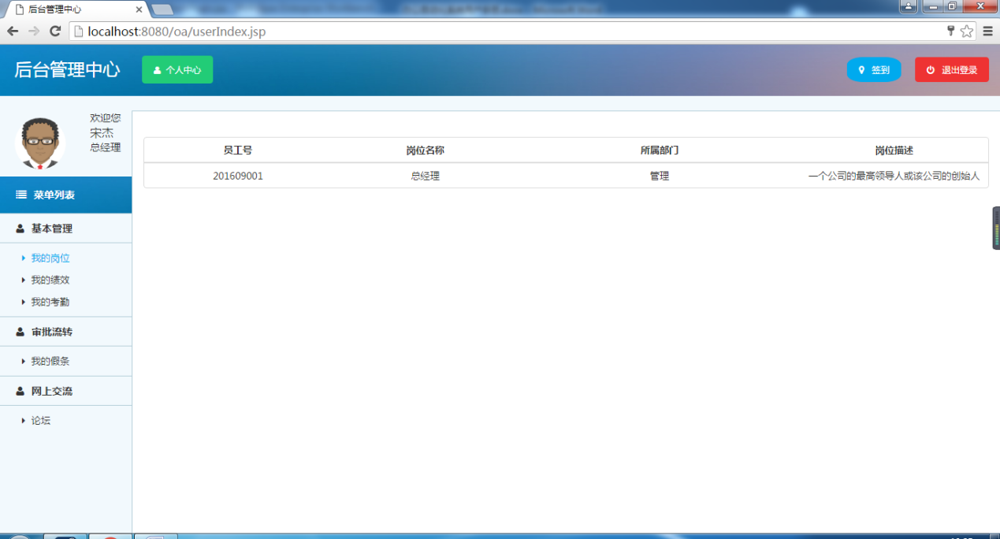 后台管理中心
localhost:8080/oa/userIndex.jsp
后台管理中心 个人中心 签到 退出登录
欢迎您
宋杰
总经理
员工号 岗位名称 所属部门 岗位描述
201609001 总经理 管理 一个公司的最高领导人或该公司的创始人
菜单列表
基本管理
我的岗位
我的绩效
我的考勤
审批流转
我的假条
网上交流
论坛